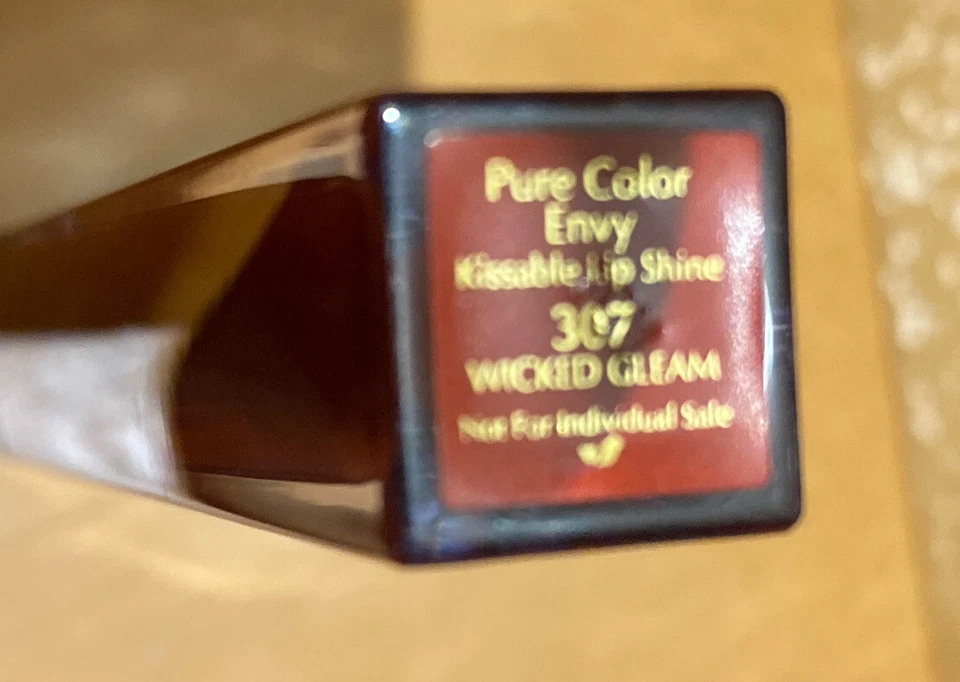 Pure Color
Envy
Kissable Lip Shine
307
WICKED GLEAM
Not For Individual Sale